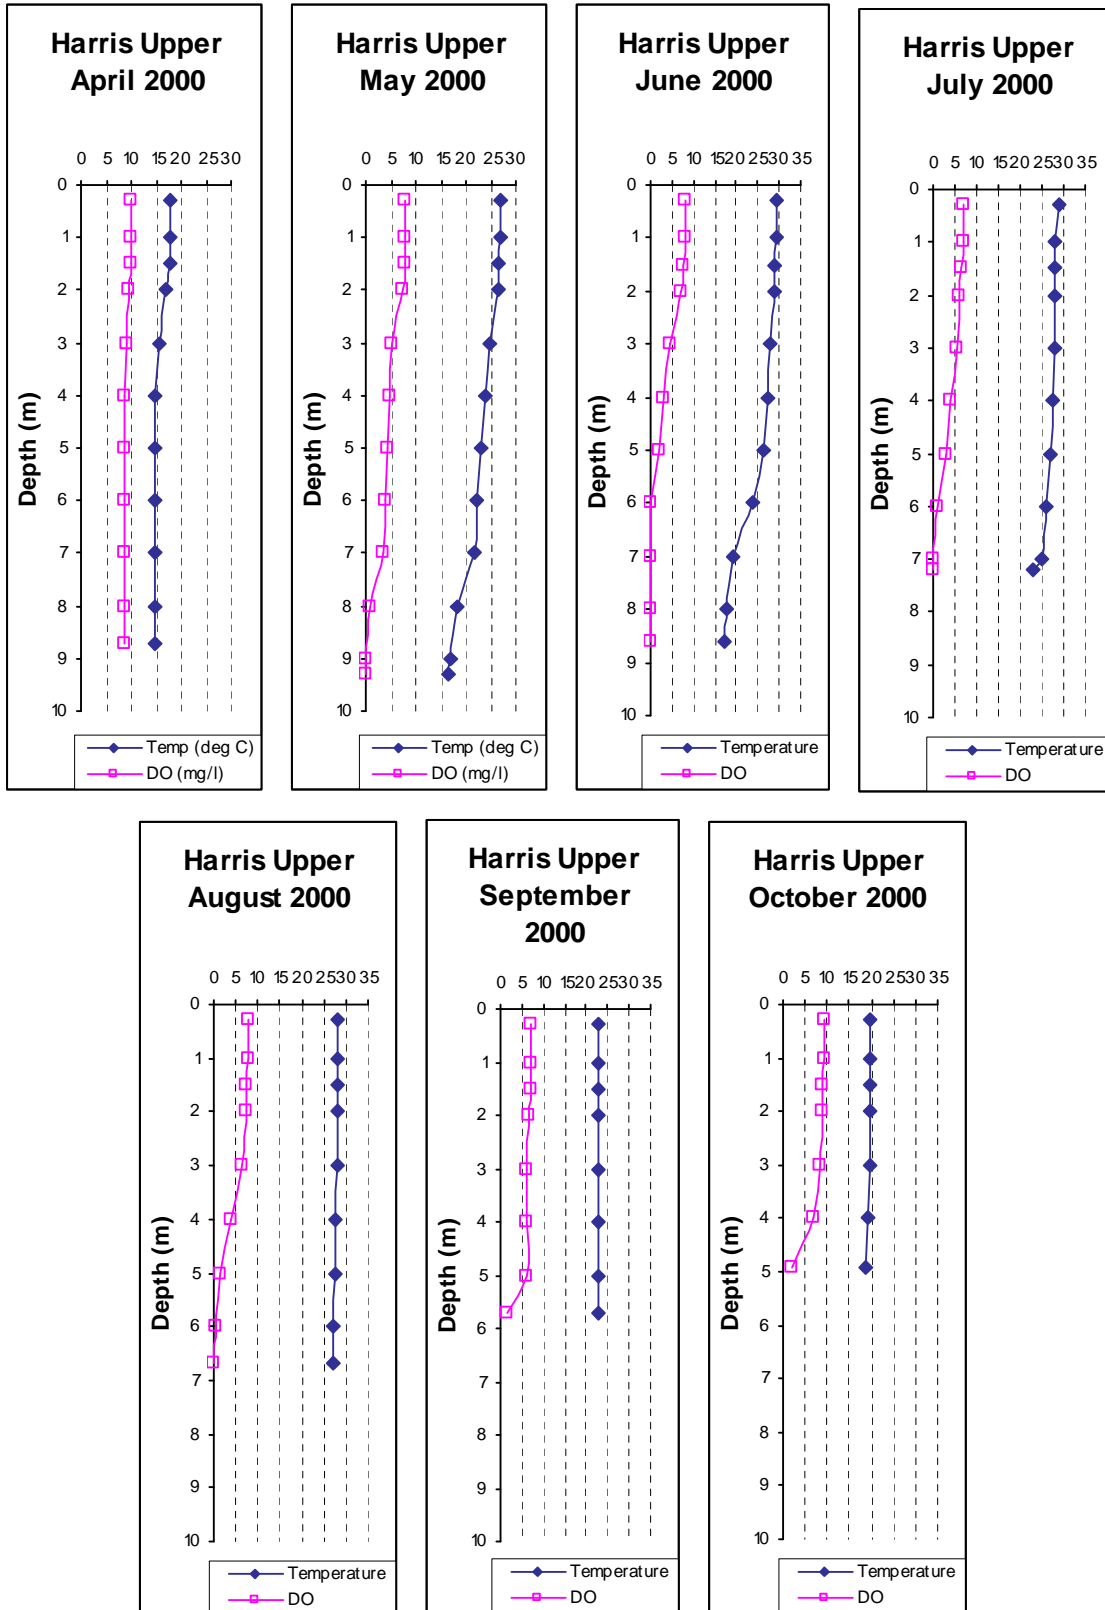 Harris Upper
April 2000
0 5 10 15 20 25 30
0
1
2
3
4
5
6
7
8
9
10
Depth (m)
Temp (deg C)
DO (mg/l)
Harris Upper
May 2000
0 5 10 15 20 25 30
0
1
2
3
4
5
6
7
8
9
10
Depth (m)
Temp (deg C)
DO (mg/l)
Harris Upper
June 2000
0 5 10 15 20 25 30 35
0
1
2
3
4
5
6
7
8
9
10
Depth (m)
Temperature
DO
Harris Upper
July 2000
0 5 10 15 20 25 30 35
0
1
2
3
4
5
6
7
8
9
10
Depth (m)
Temperature
DO
Harris Upper
August 2000
0 5 10 15 20 25 30 35
0
1
2
3
4
5
6
7
8
9
10
Depth (m)
Temperature
DO
Harris Upper
September
2000
0 5 10 15 20 25 30 35
0
1
2
3
4
5
6
7
8
9
10
Depth (m)
Temperature
DO
Harris Upper
October 2000
0 5 10 15 20 25 30 35
0
1
2
3
4
5
6
7
8
9
10
Depth (m)
Temperature
DO